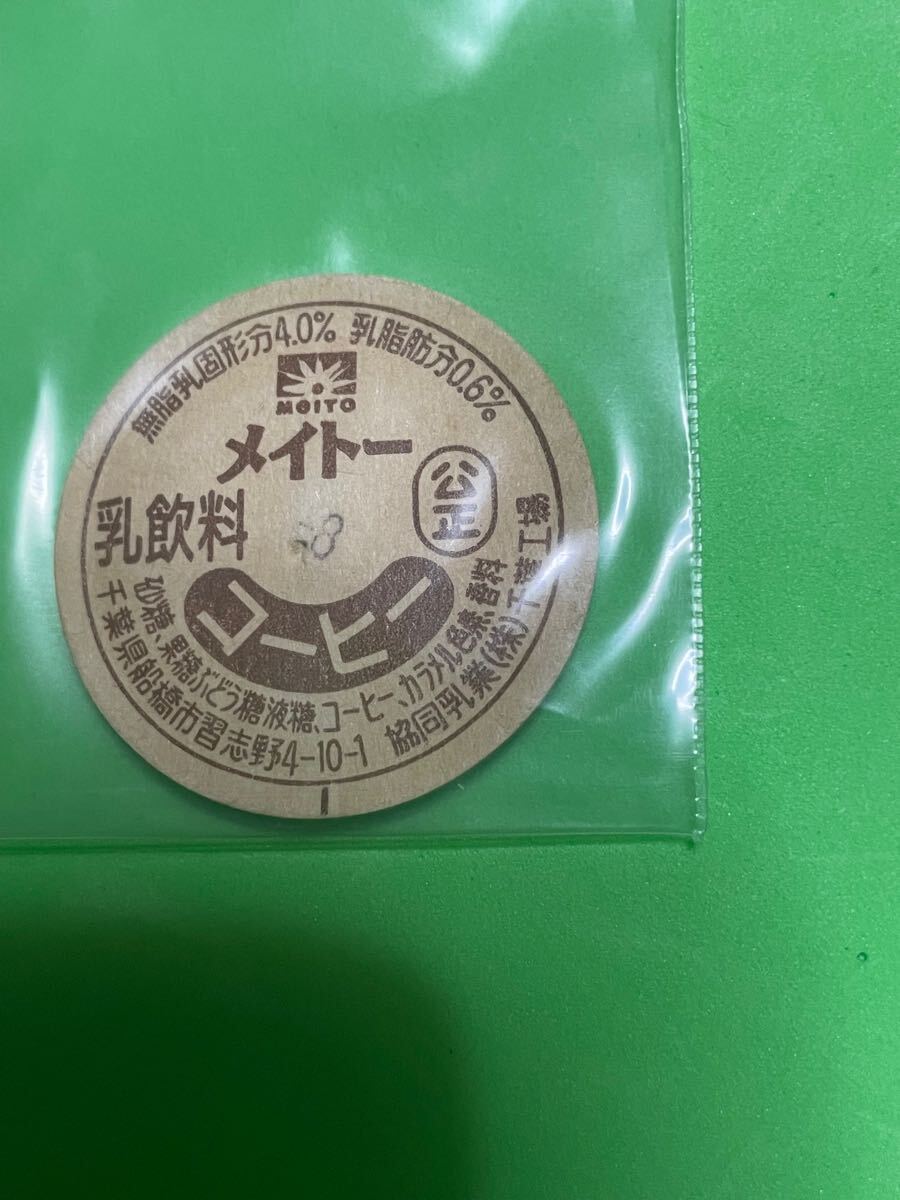 無脂乳固形分4.0% 乳脂肪分0.6%
MEITO
メイトー
公正
乳飲料
コーヒー
砂糖、果糖ぶどう糖液糖、コーヒー、カラメル色素、香料
千葉県船橋市習志野4-10-1 協同乳業(株)千葉工場